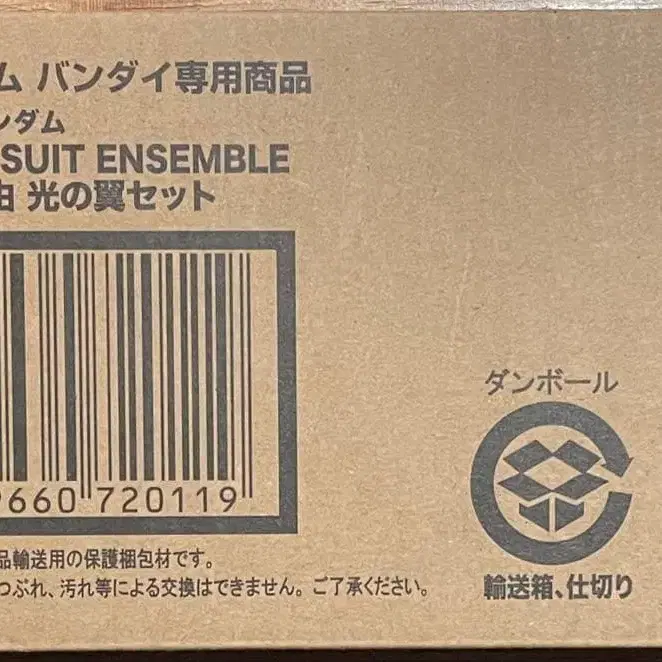 ム バンダイ専用商品
ンダム
SUIT ENSEMBLE
由 光の翼セット
9660 720119
ダンボール
品輸送用の保護梱包材です。
つぶれ、汚れ等による交換はできません。ご了承ください。
輸送箱、仕切り